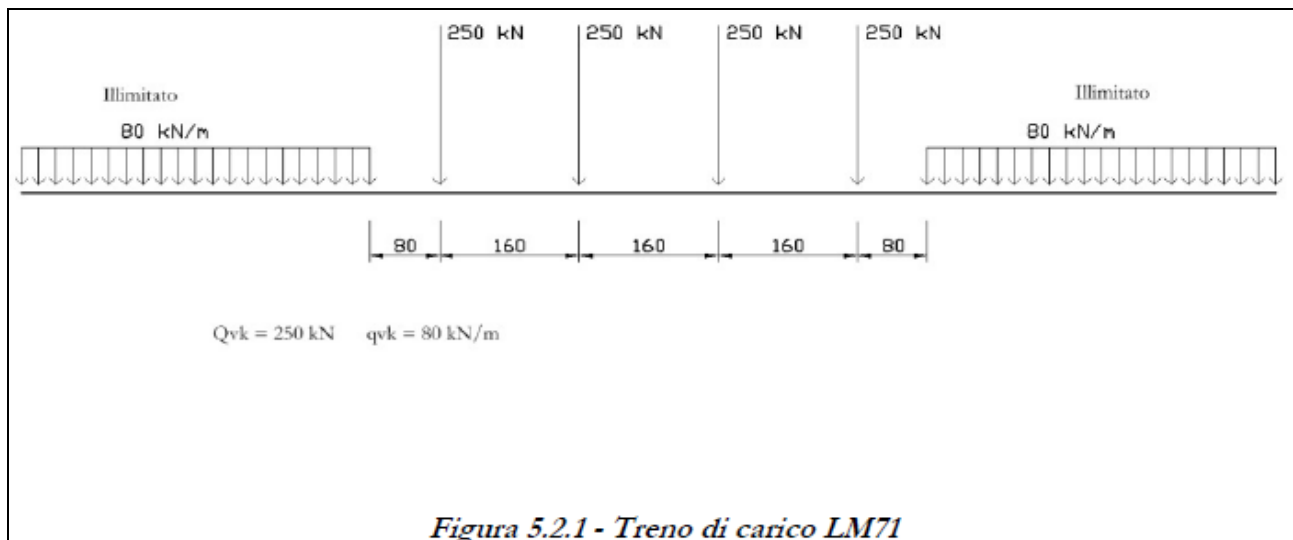 250 kN 250 kN 250 kN 250 kN
Illimitato Illimitato
80 kN/m 80 kN/m
80 160 160 160 80
Qvk = 250 kN qvk = 80 kN/m
Figura 5.2.1 - Treno di carico LM71